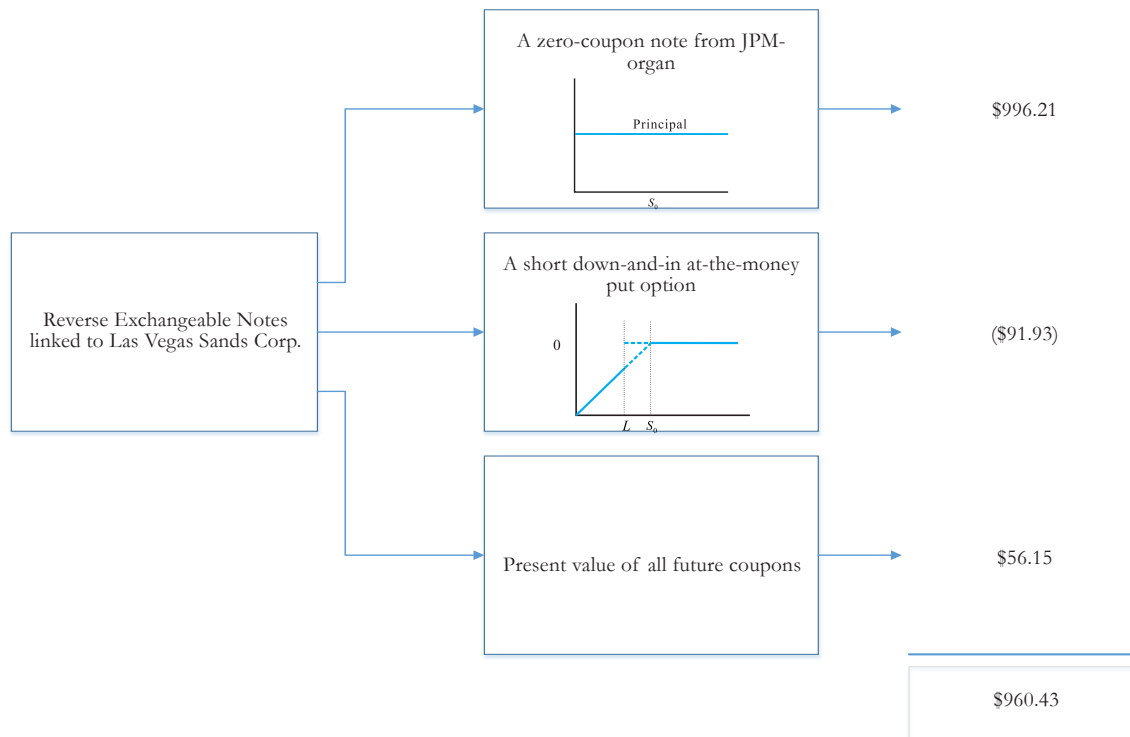 A zero-coupon note from JPM-
organ
Principal
S₀
$996.21
Reverse Exchangeable Notes
linked to Las Vegas Sands Corp.
A short down-and-in at-the-money
put option
0
L S₀
($91.93)
Present value of all future coupons
$56.15
$960.43